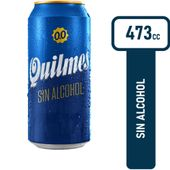 0.0
Quilmes
SIN ALCOHOL
473cc
SIN ALCOHOL